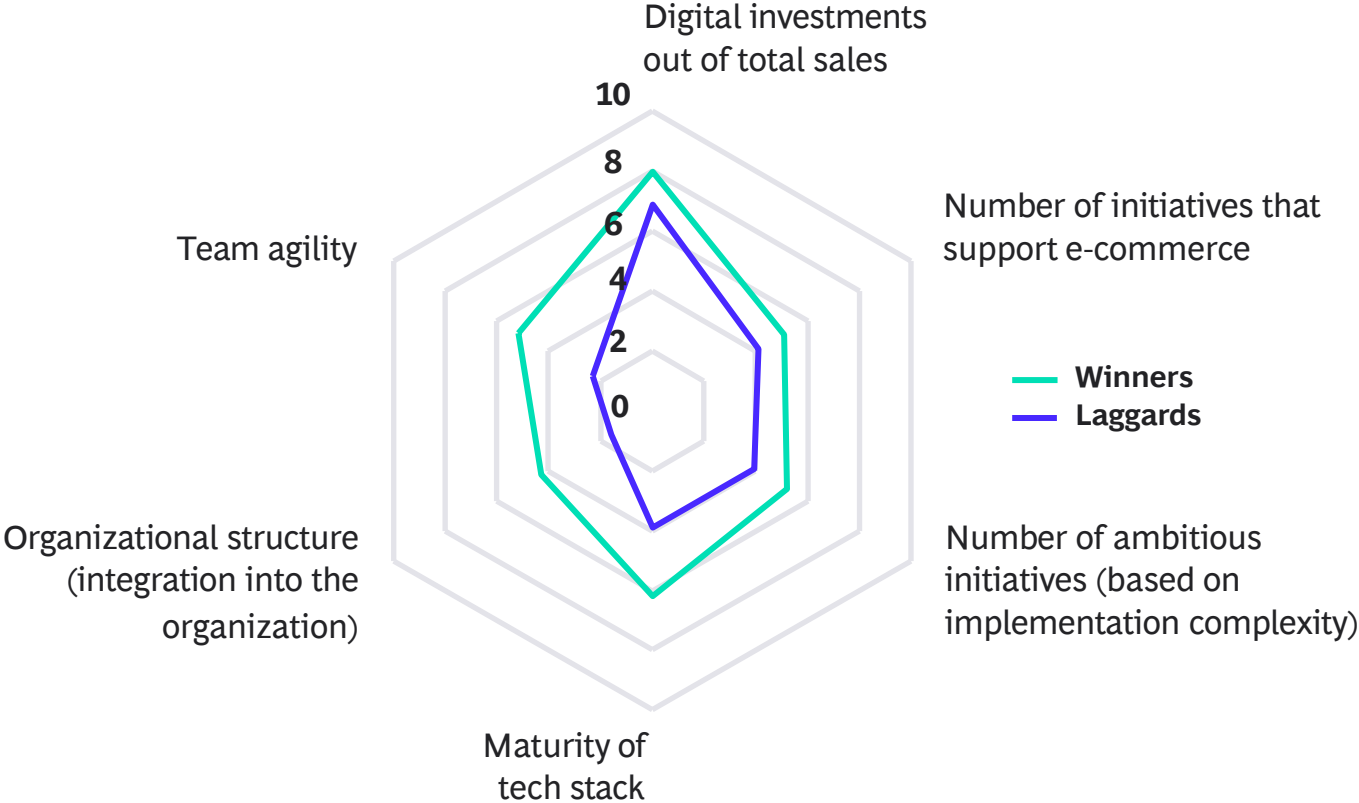 Digital investments
out of total sales
10
8
6
4
2
0
Number of initiatives that
support e-commerce
Team agility
Winners
Laggards
Organizational structure
(integration into the
organization)
Number of ambitious
initiatives (based on
implementation complexity)
Maturity of
tech stack